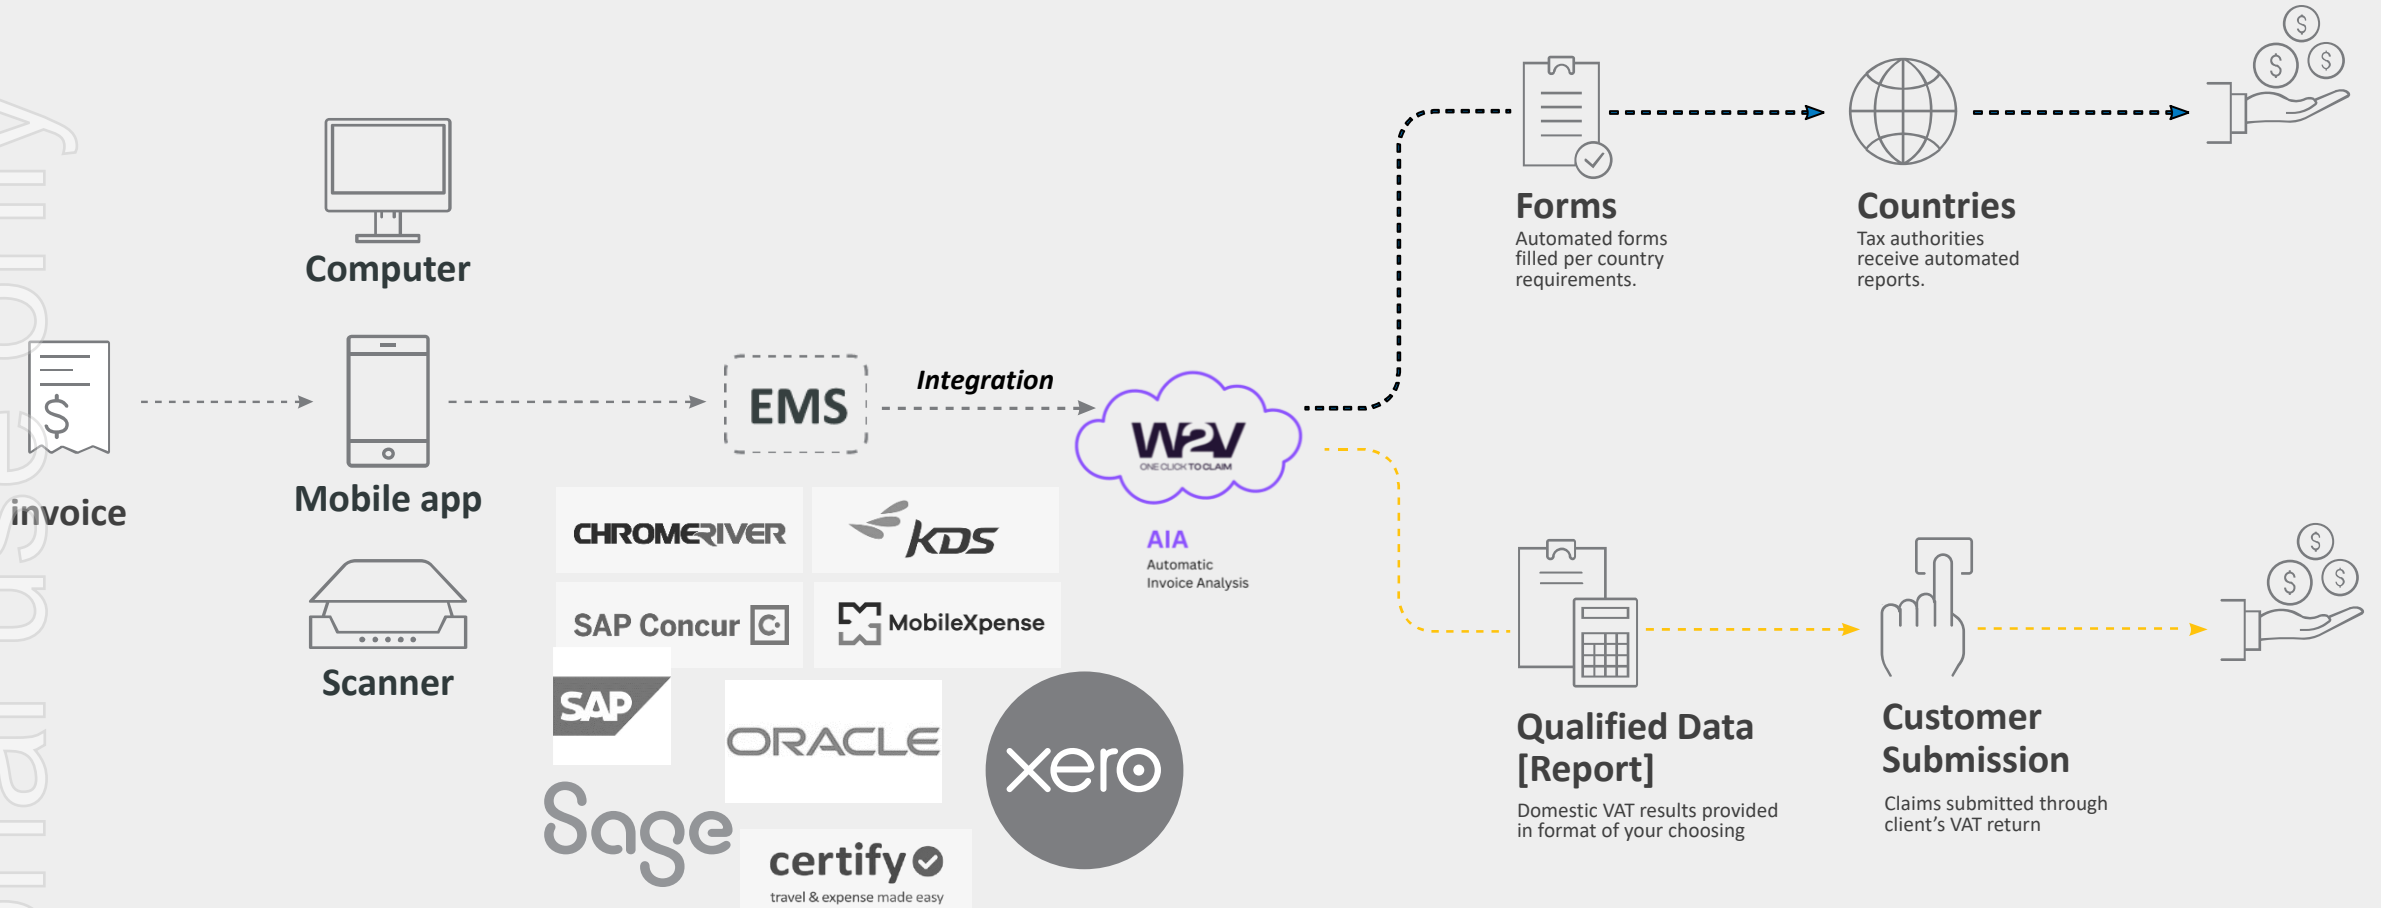 Computer
invoice
Mobile app
Scanner
EMS
Integration
CHROMERIVER
KDS
SAP Concur C.
MobileXpense
SAP
ORACLE
xero
Sage
certify
travel & expense made easy
W2V
ONE CLICK TO CLAIM
AIA
Automatic
Invoice Analysis
Forms
Automated forms
filled per country
requirements.
Countries
Tax authorities
receive automated
reports.
Qualified Data
[Report]
Domestic VAT results provided
in format of your choosing
Customer
Submission
Claims submitted through
client’s VAT return
use only